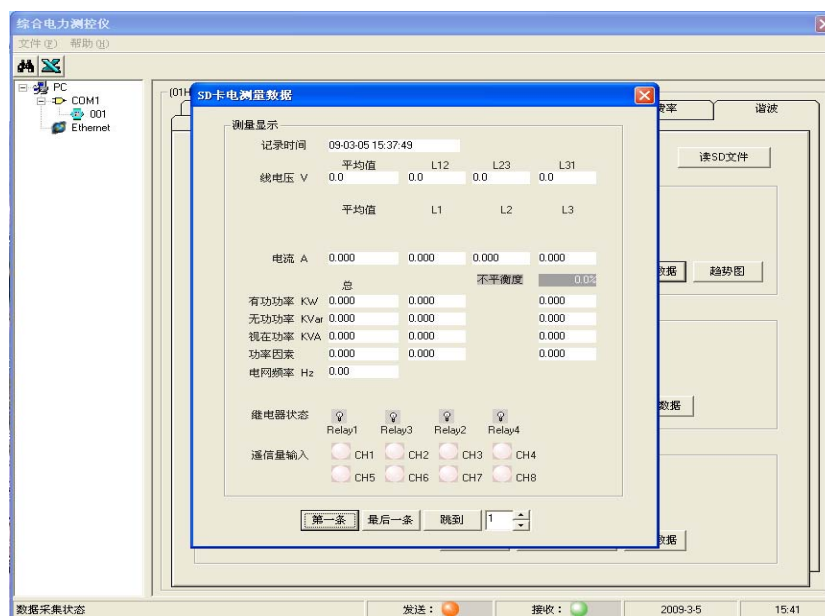 综合电力测控仪
文件(F) 帮助(H)
PC
COM1
001
Ethernet
(01H
费率 谐波
读SD文件
数据 趋势图
数据
数据
SD卡电测量数据
测量显示
记录时间 09-03-05 15:37:49
平均值 L12 L23 L31
线电压 V 0.0 0.0 0.0 0.0
平均值 L1 L2 L3
电流 A 0.000 0.000 0.000 0.000
总 不平衡度 0.0%
有功功率 KW 0.000 0.000 0.000
无功功率 KVar 0.000 0.000 0.000
视在功率 KVA 0.000 0.000 0.000
功率因素 0.000 0.000 0.000
电网频率 Hz 0.00
继电器状态
Relay1 Relay3 Relay2 Relay4
遥信量输入 CH1 CH2 CH3 CH4
CH5 CH6 CH7 CH8
第一条 最后一条 跳到 1
数据采集状态 发送: 接收: 2009-3-5 15:41